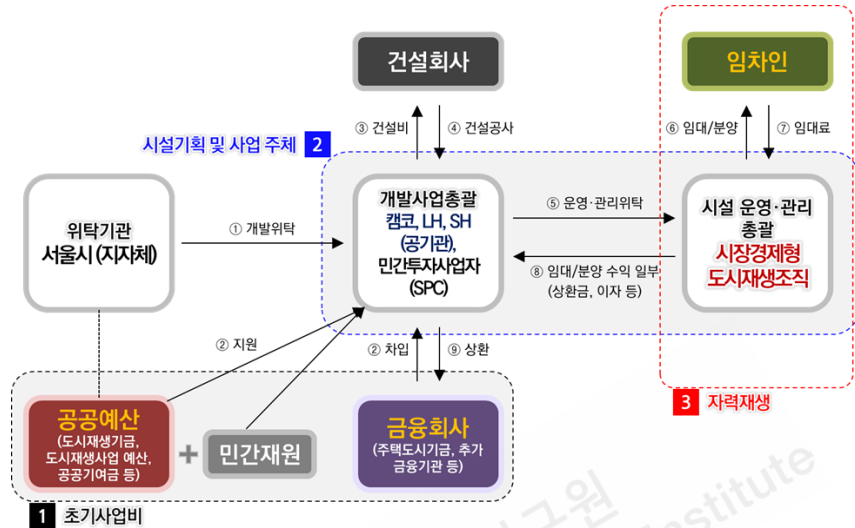 건설회사
임차인
③ 건설비
④ 건설공사
⑥ 임대/분양
⑦ 임대료
시설기획 및 사업 주체 2
위탁기관
서울시 (지자체)
① 개발위탁
개발사업총괄
캠코, LH, SH
(공기관),
민간투자사업자
(SPC)
⑤ 운영·관리위탁
⑧ 임대/분양 수익 일부
(상환금, 이자 등)
시설 운영·관리
총괄
시장경제형
도시재생조직
② 지원
② 차입
⑨ 상환
3 자력재생
공공예산
(도시재생기금,
도시재생사업 예산,
공공기여금 등)
+
민간재원
금융회사
(주택도시기금, 추가
금융기관 등)
1 초기사업비
구원
Institute